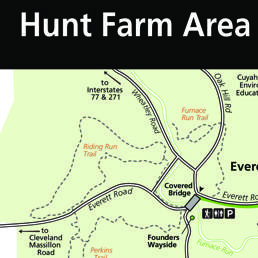 Hunt Farm Area
to
Interstates
77 & 271
Wheatley Road
Oak Hill Rd
Cuyah
Enviro
Educat
Furnace
Run Trail
Riding Run
Trail
Covered
Bridge
Ever
Everett Road
Everett R
P
to
Cleveland
Massillon
Road
Founders
Wayside
Perkins
Trail
Furnace Run